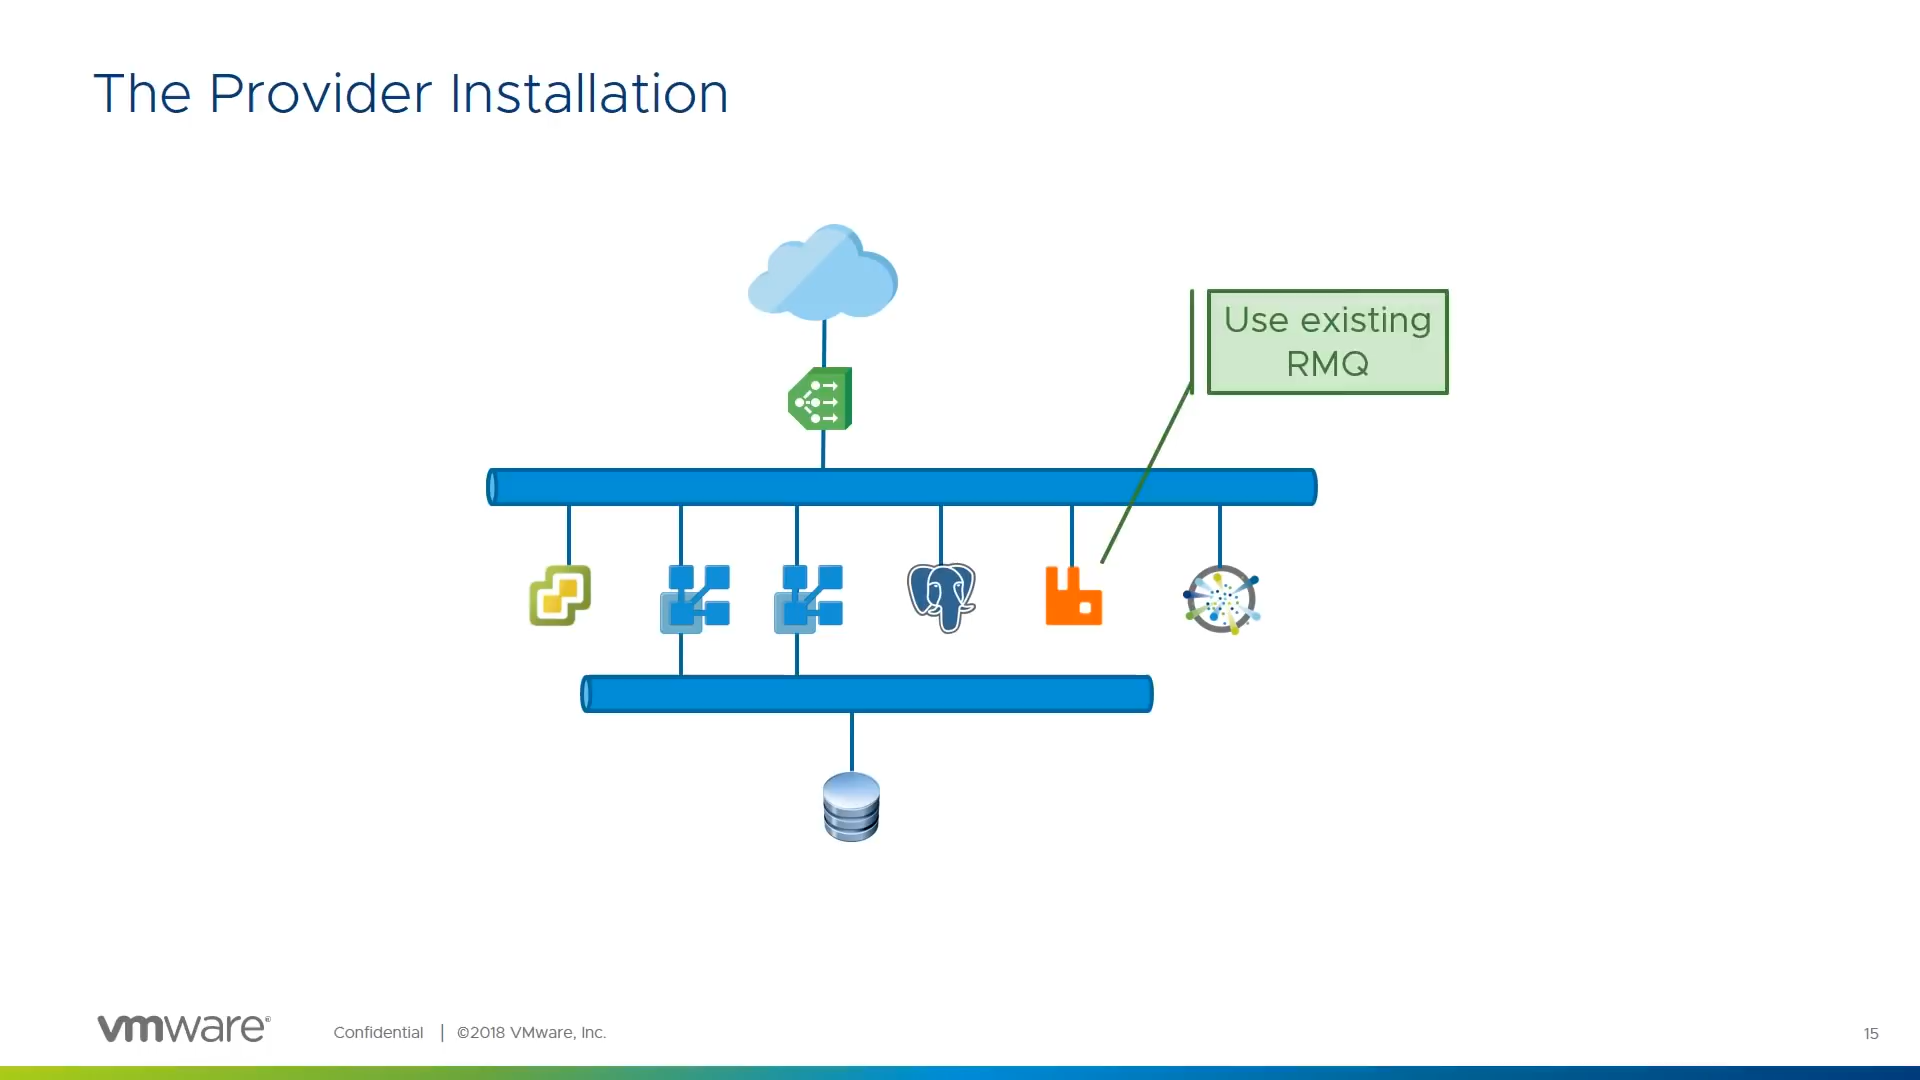 The Provider Installation
Use existing
RMQ
vmware®
Confidential | ©2018 VMware, Inc.
15